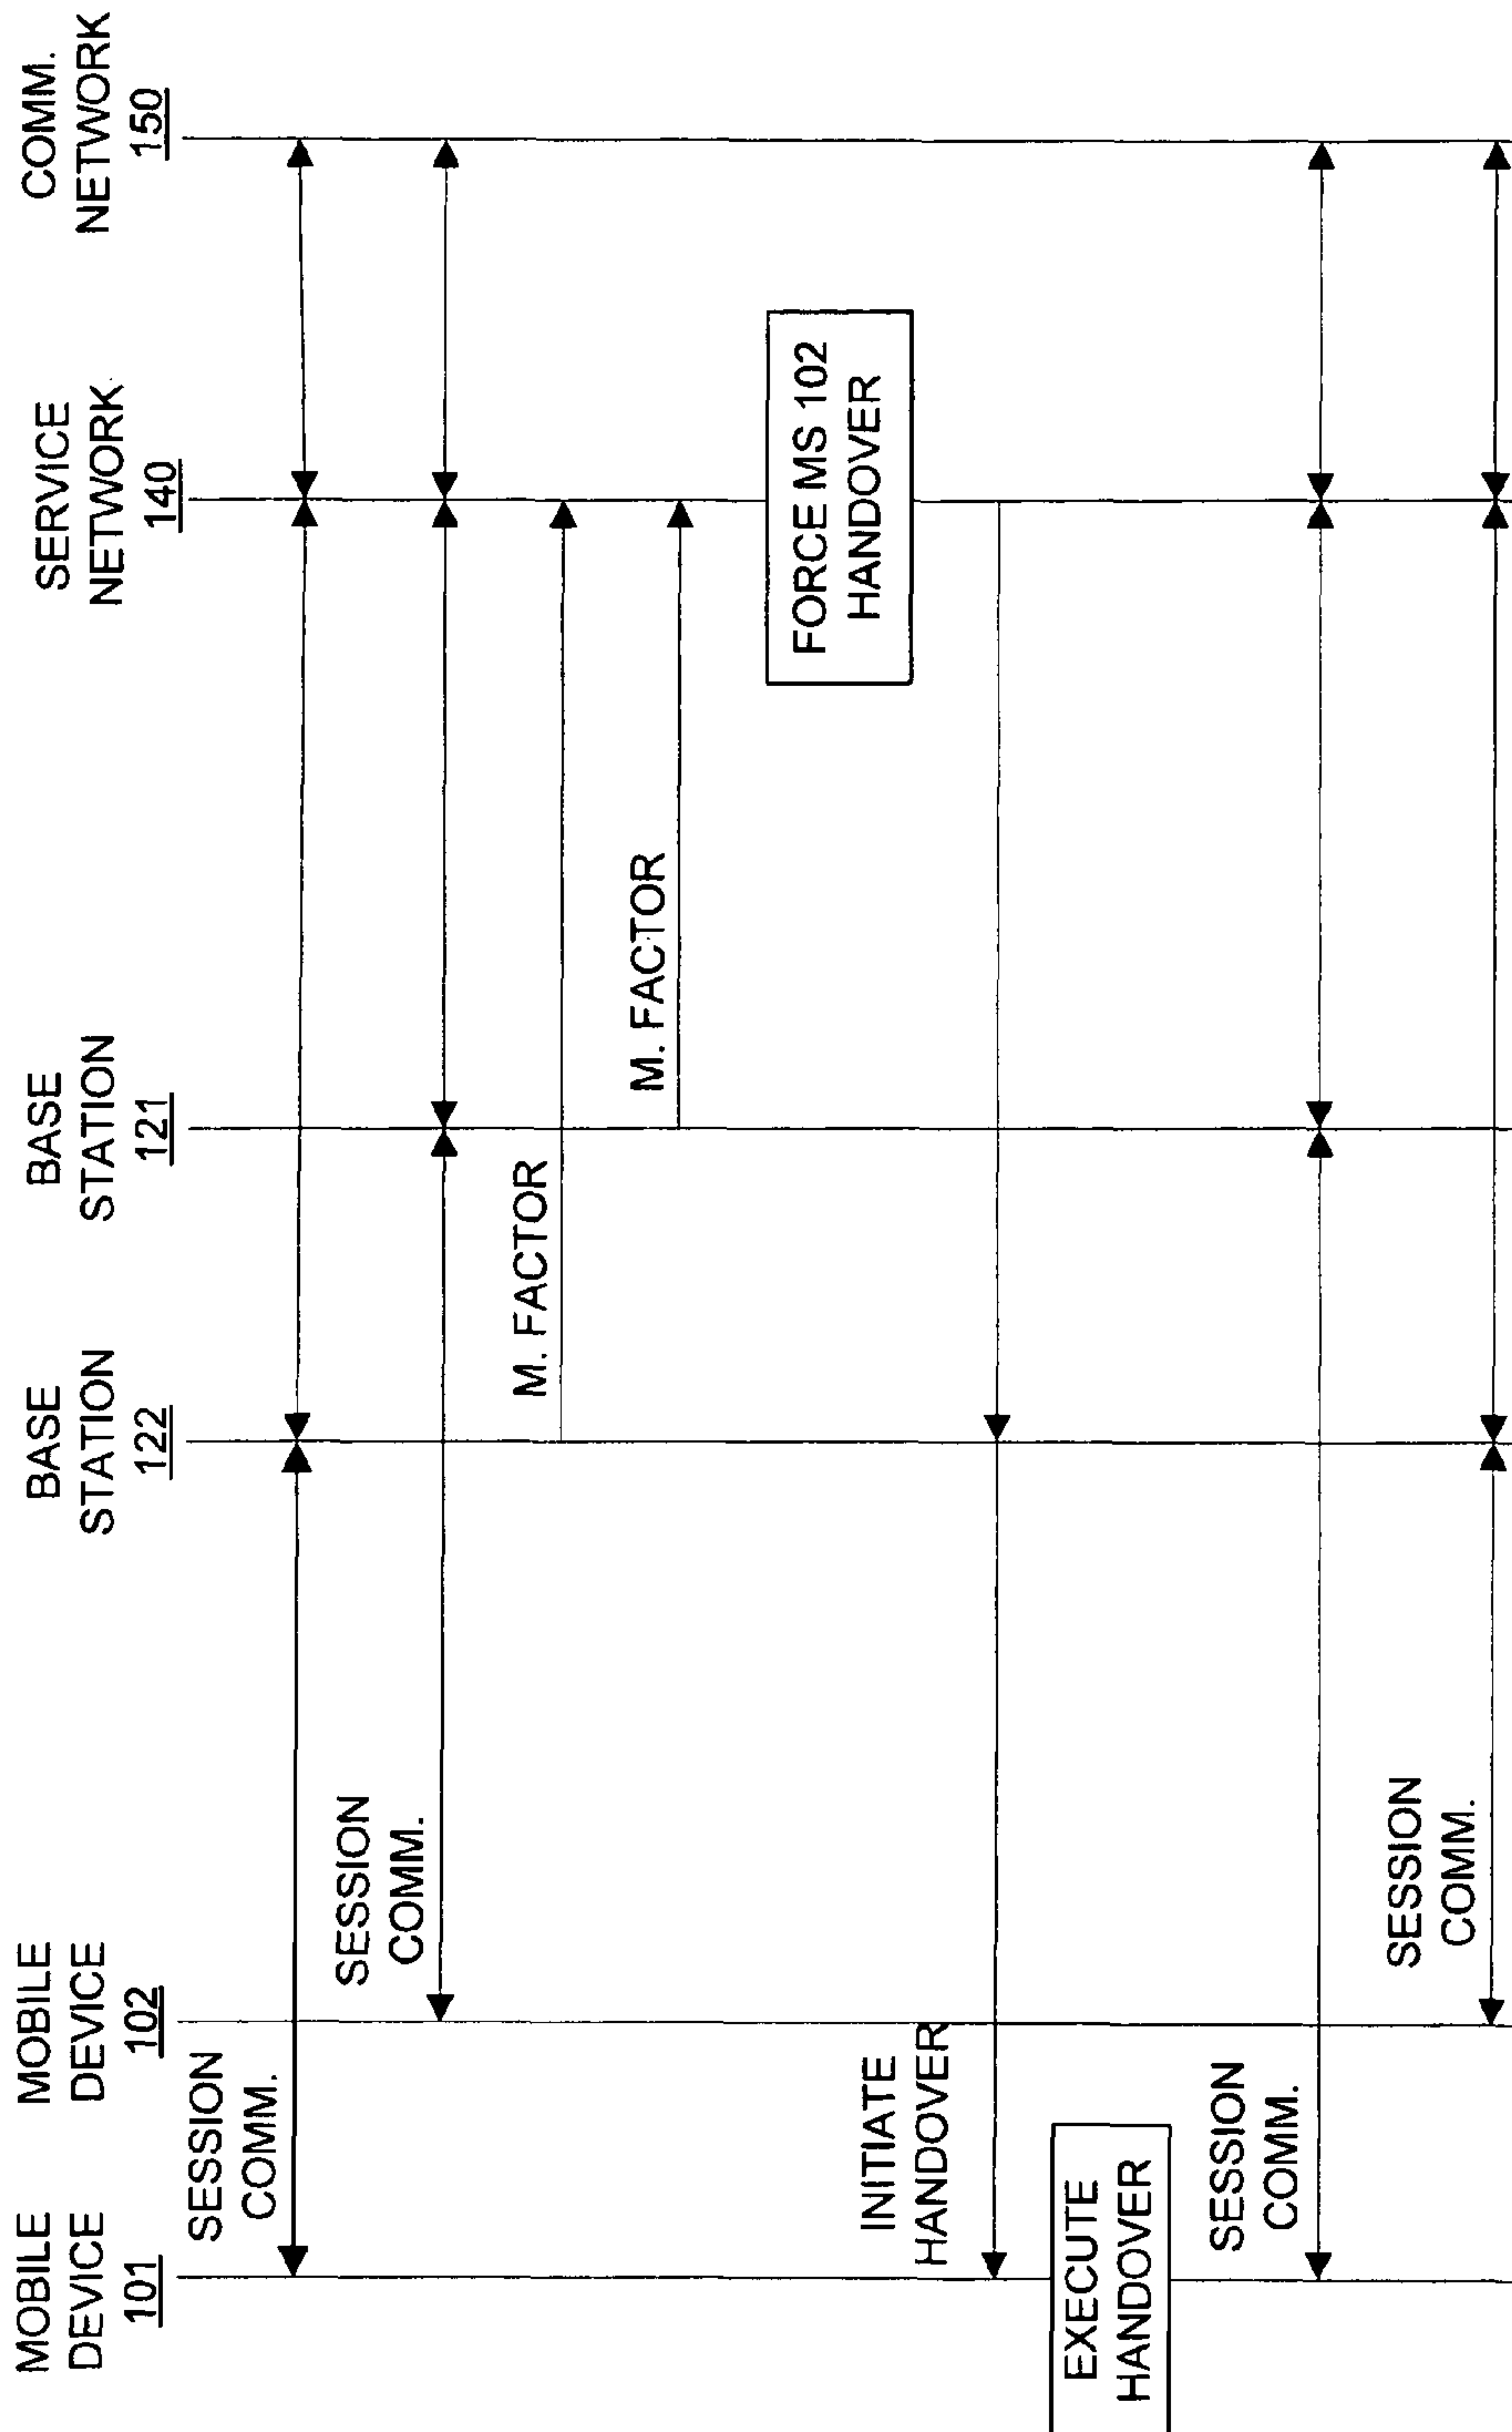 MOBILE
DEVICE
101
MOBILE
DEVICE
102
BASE
STATION
122
BASE
STATION
121
SERVICE
NETWORK
140
COMM.
NETWORK
150
SESSION
COMM.
SESSION
COMM.
M. FACTOR
M. FACTOR
FORCE MS 102
HANDOVER
INITIATE
HANDOVER
EXECUTE
HANDOVER
SESSION
COMM.
SESSION
COMM.